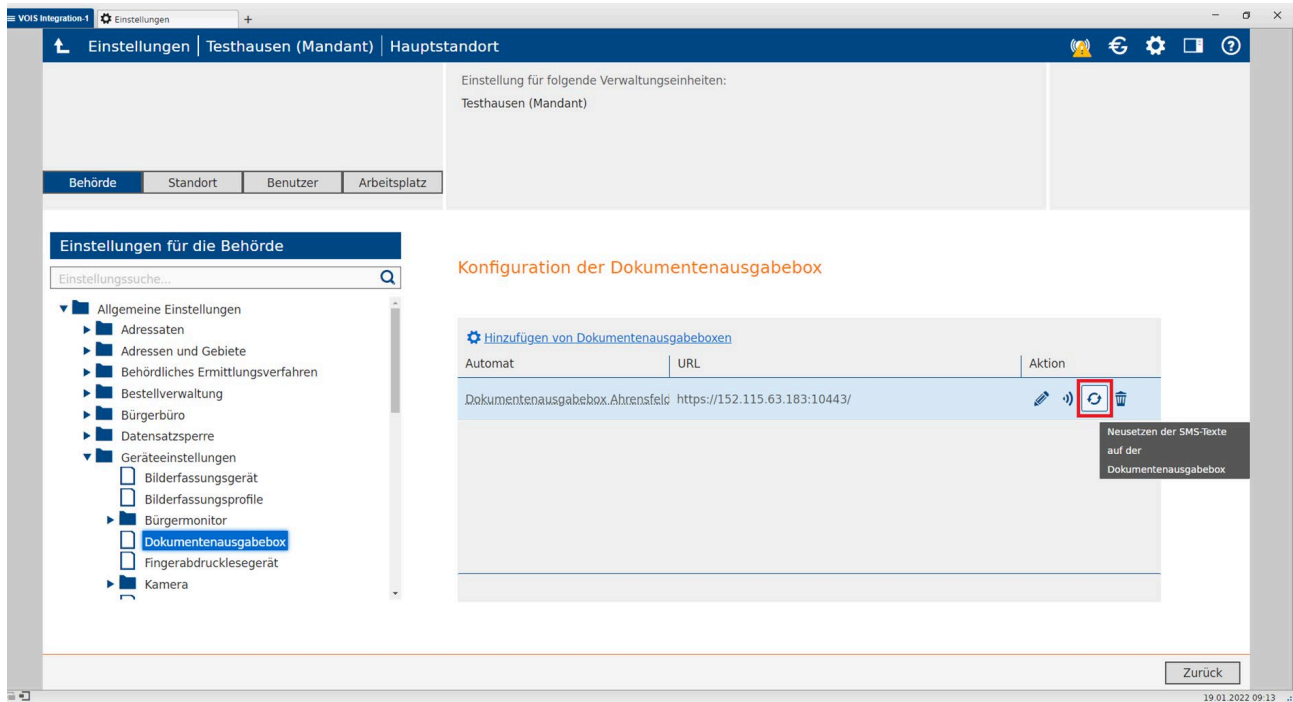 VOIS Integration-1
Einstellungen
+
Einstellungen | Testhausen (Mandant) | Hauptstandort
Einstellung für folgende Verwaltungseinheiten:
Testhausen (Mandant)
Behörde
Standort
Benutzer
Arbeitsplatz
Einstellungen für die Behörde
Einstellungssuche...
Allgemeine Einstellungen
Adressaten
Adressen und Gebiete
Behördliches Ermittlungsverfahren
Bestellverwaltung
Bürgerbüro
Datensatzsperre
Geräteeinstellungen
Bilderfassungsgerät
Bilderfassungsprofile
Bürgermonitor
Dokumentenausgabebox
Fingerabdrucklesegerät
Kamera
Konfiguration der Dokumentenausgabebox
Hinzufügen von Dokumentenausgabeboxen
Automat
URL
Aktion
Dokumentenausgabebox Ahrensfeld
https://152.115.63.183:10443/
Neusetzen der SMS-Texte
auf der
Dokumentenausgabebox
Zurück
19.01.2022 09:13